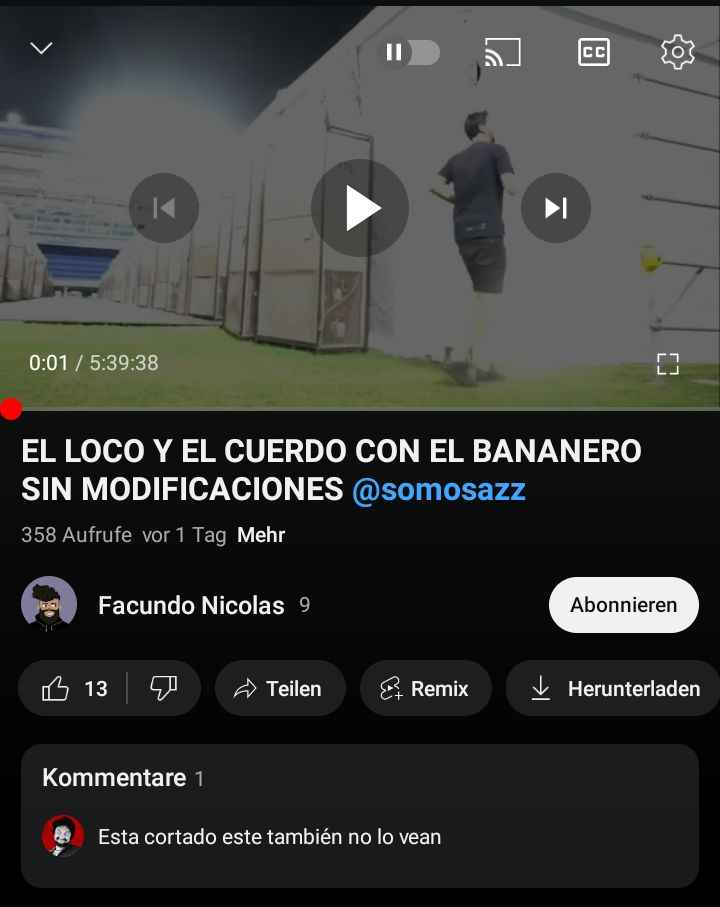 CC
0:01 / 5:39:38
EL LOCO Y EL CUERDO CON EL BANANERO
SIN MODIFICACIONES @somosazz
358 Aufrufe vor 1 Tag Mehr
Facundo Nicolas 9
Abonnieren
13
Teilen
Remix
Herunterladen
Kommentare 1
Esta cortado este también no lo vean